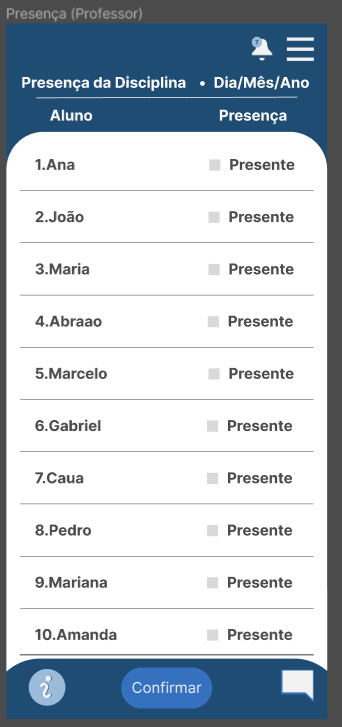 Presença (Professor)
7
Presença da Disciplina • Dia/Mês/Ano
Aluno Presença
1.Ana Presente
2.João Presente
3.Maria Presente
4.Abraao Presente
5.Marcelo Presente
6.Gabriel Presente
7.Caua Presente
8.Pedro Presente
9.Mariana Presente
10.Amanda Presente
i Confirmar